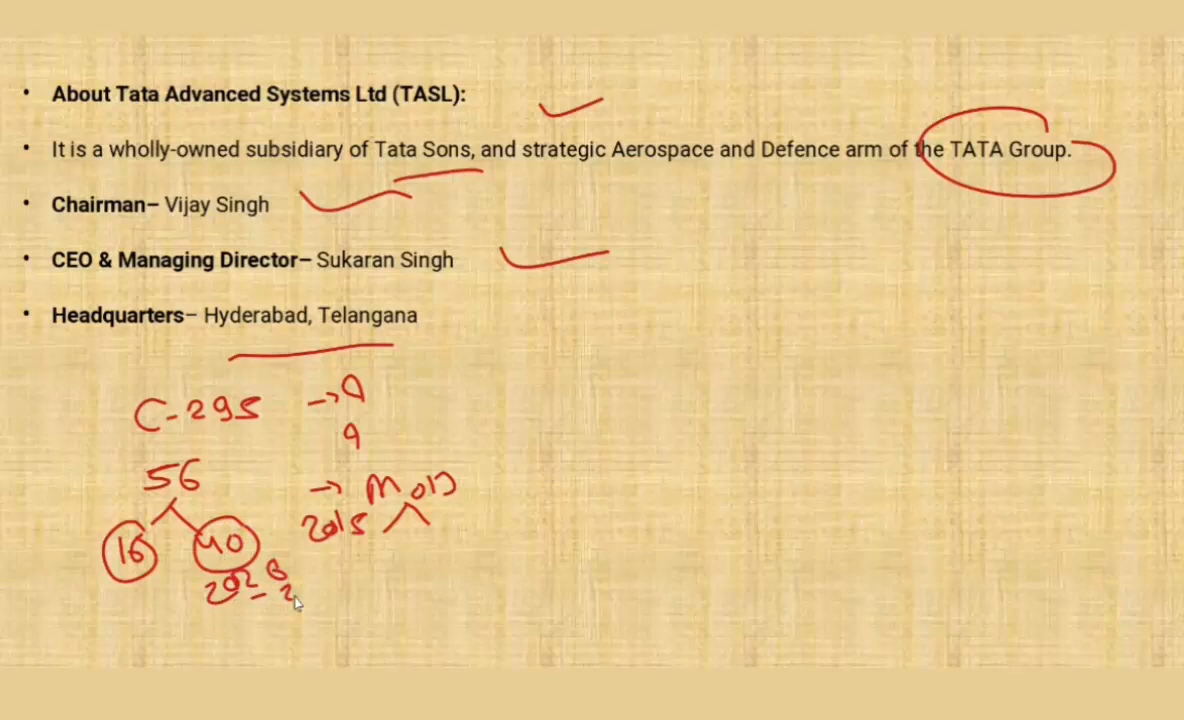 • About Tata Advanced Systems Ltd (TASL):
• It is a wholly-owned subsidiary of Tata Sons, and strategic Aerospace and Defence arm of the TATA Group.
• Chairman– Vijay Singh
• CEO & Managing Director– Sukaran Singh
• Headquarters– Hyderabad, Telangana
C-295 →
56 → MoD
16 40 2015
202